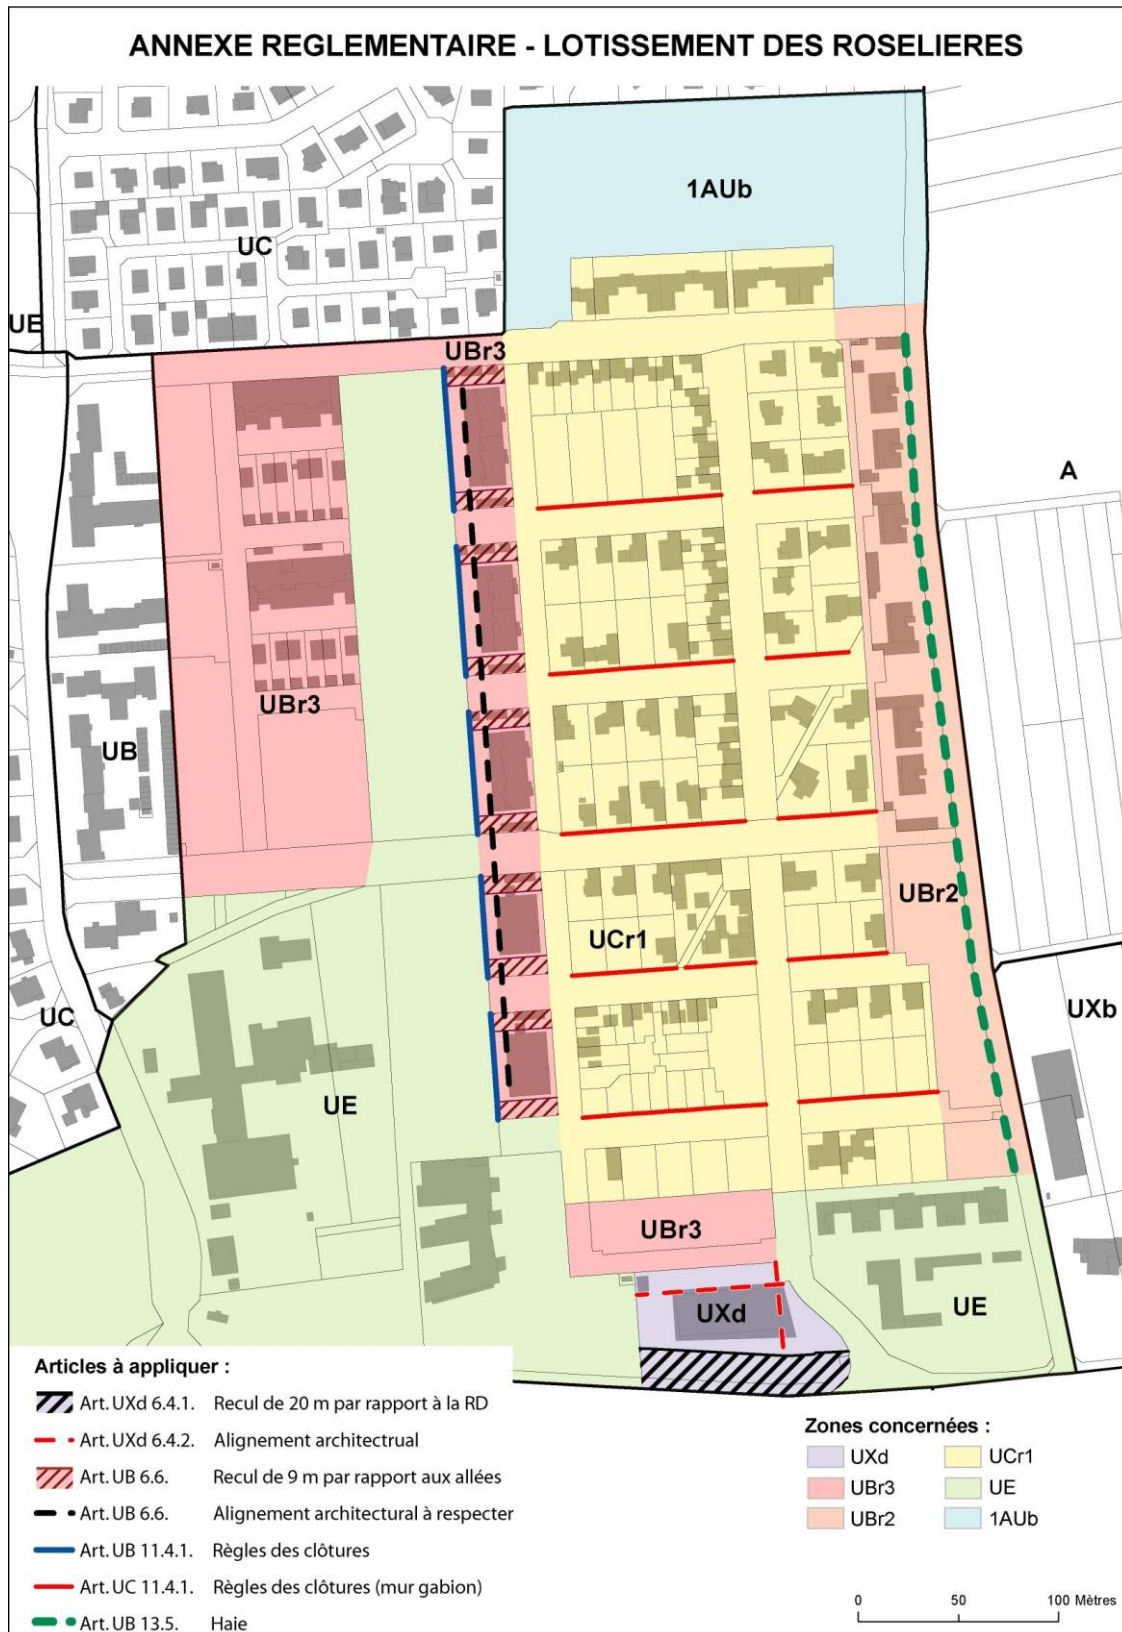 ANNEXE REGLEMENTAIRE - LOTISSEMENT DES ROSELIERES
1AUb
UC
UE
UBr3
A
UBr3
UB
UBr2
UCr1
UC
UXb
UE
UBr3
UXd
UE
Articles à appliquer :
Art. UXd 6.4.1. Recul de 20 m par rapport à la RD
Art. UXd 6.4.2. Alignement architectrual
Art. UB 6.6. Recul de 9 m par rapport aux allées
Art. UB 6.6. Alignement architectural à respecter
Art. UB 11.4.1. Règles des clôtures
Art. UC 11.4.1. Règles des clôtures (mur gabion)
Art. UB 13.5. Haie
Zones concernées :
UXd UCr1
UBr3 UE
UBr2 1AUb
0 50 100 Mètres